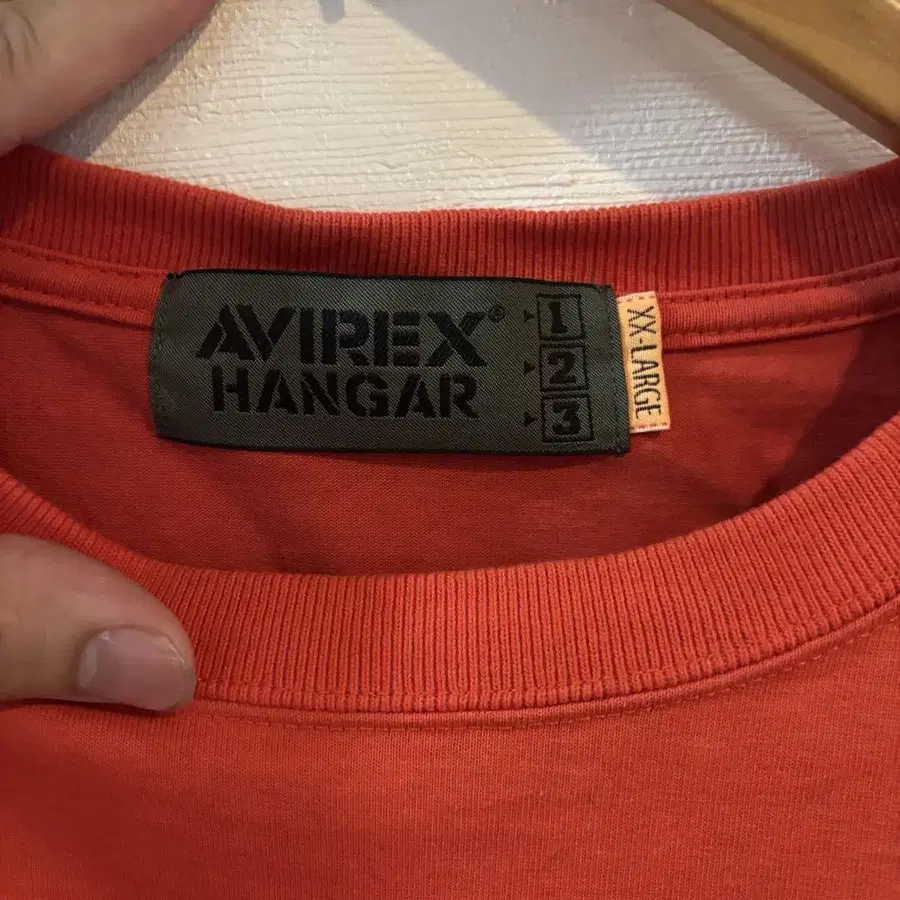 AVIREX®
HANGAR
1
2
3
XX-LARGE